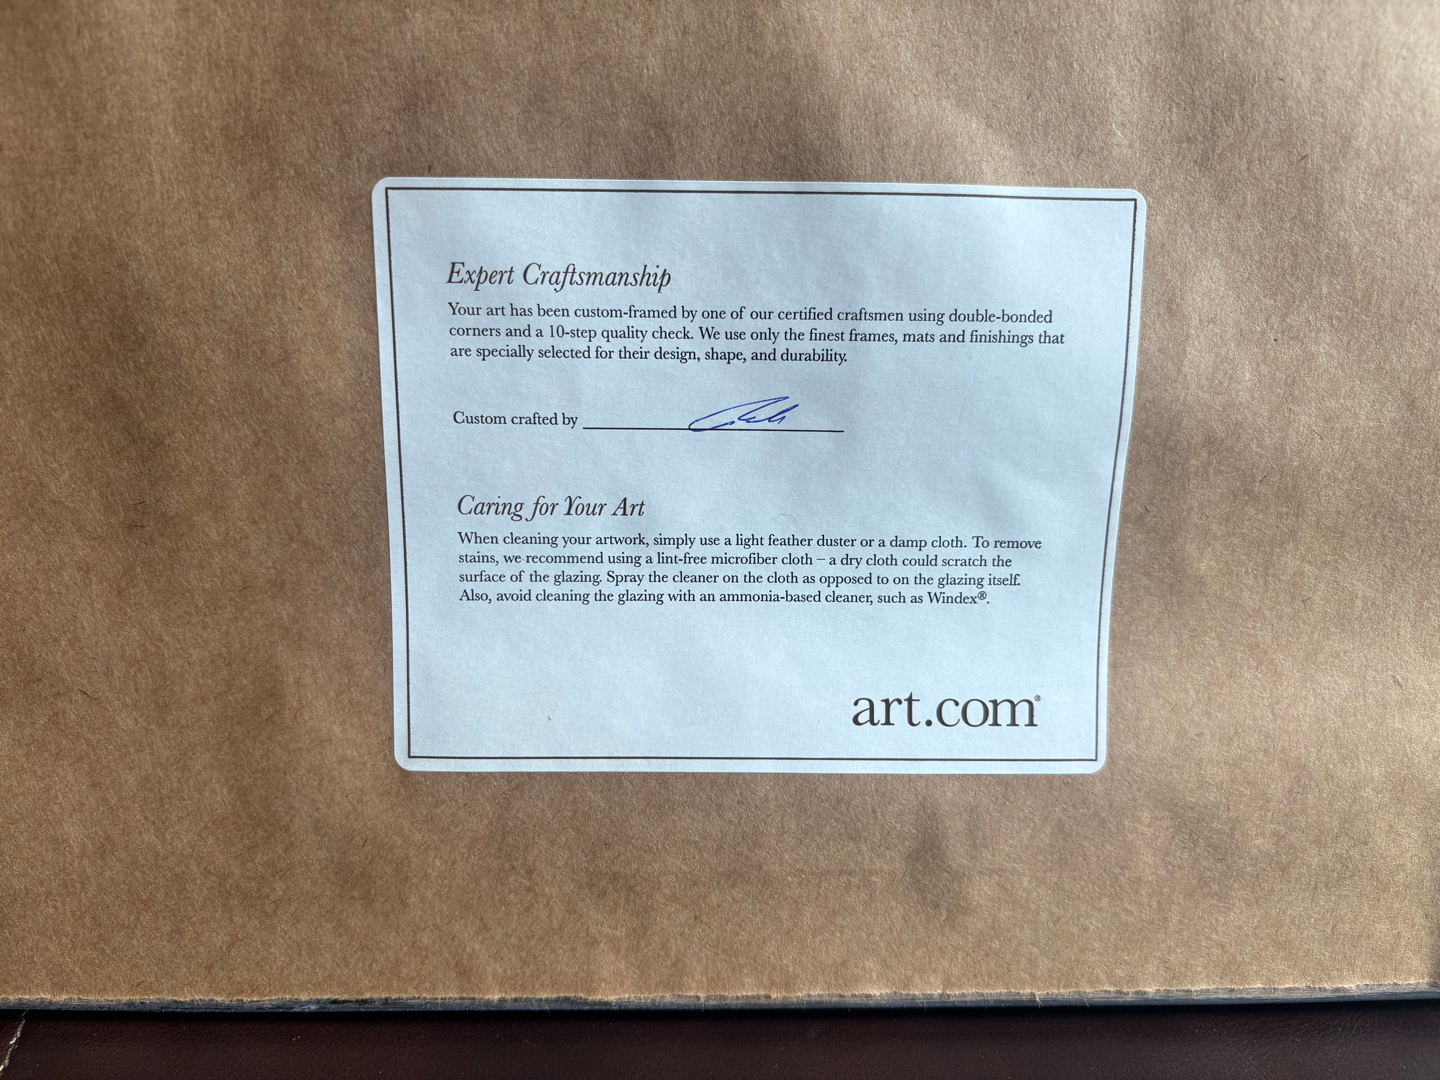 Expert Craftsmanship
Your art has been custom-framed by one of our certified craftsmen using double-bonded
corners and a 10-step quality check. We use only the finest frames, mats and finishings that
are specially selected for their design, shape, and durability.
Custom crafted by
Caring for Your Art
When cleaning your artwork, simply use a light feather duster or a damp cloth. To remove
stains, we recommend using a lint-free microfiber cloth – a dry cloth could scratch the
surface of the glazing. Spray the cleaner on the cloth as opposed to on the glazing itself.
Also, avoid cleaning the glazing with an ammonia-based cleaner, such as Windex®.
art.com®